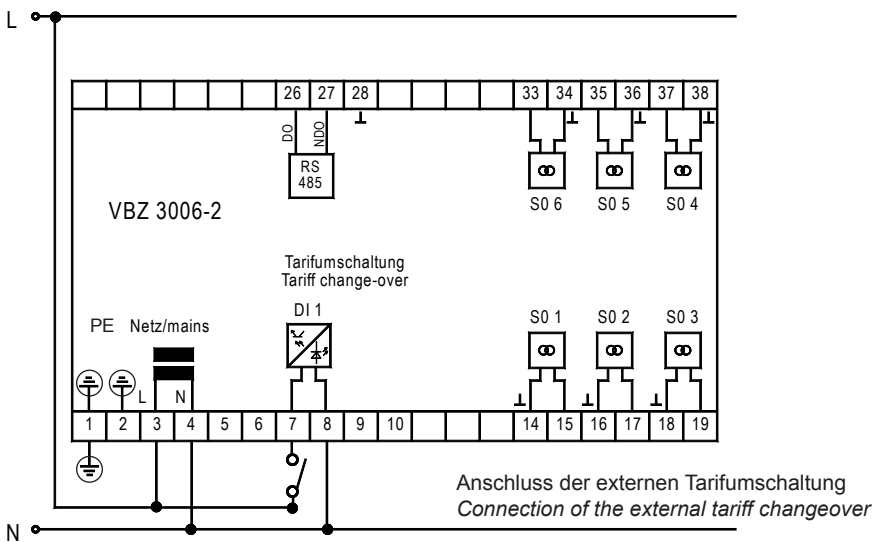 L
26 27 28 33 34 35 36 37 38
DO
NDO
RS
485
VBZ 3006-2
S0 6 S0 5 S0 4
Tarifumschaltung
Tariff change-over
DI 1
S0 1 S0 2 S0 3
PE Netz/mains
L N
1 2 3 4 5 6 7 8 9 10 14 15 16 17 18 19
Anschluss der externen Tarifumschaltung
Connection of the external tariff changeover
N